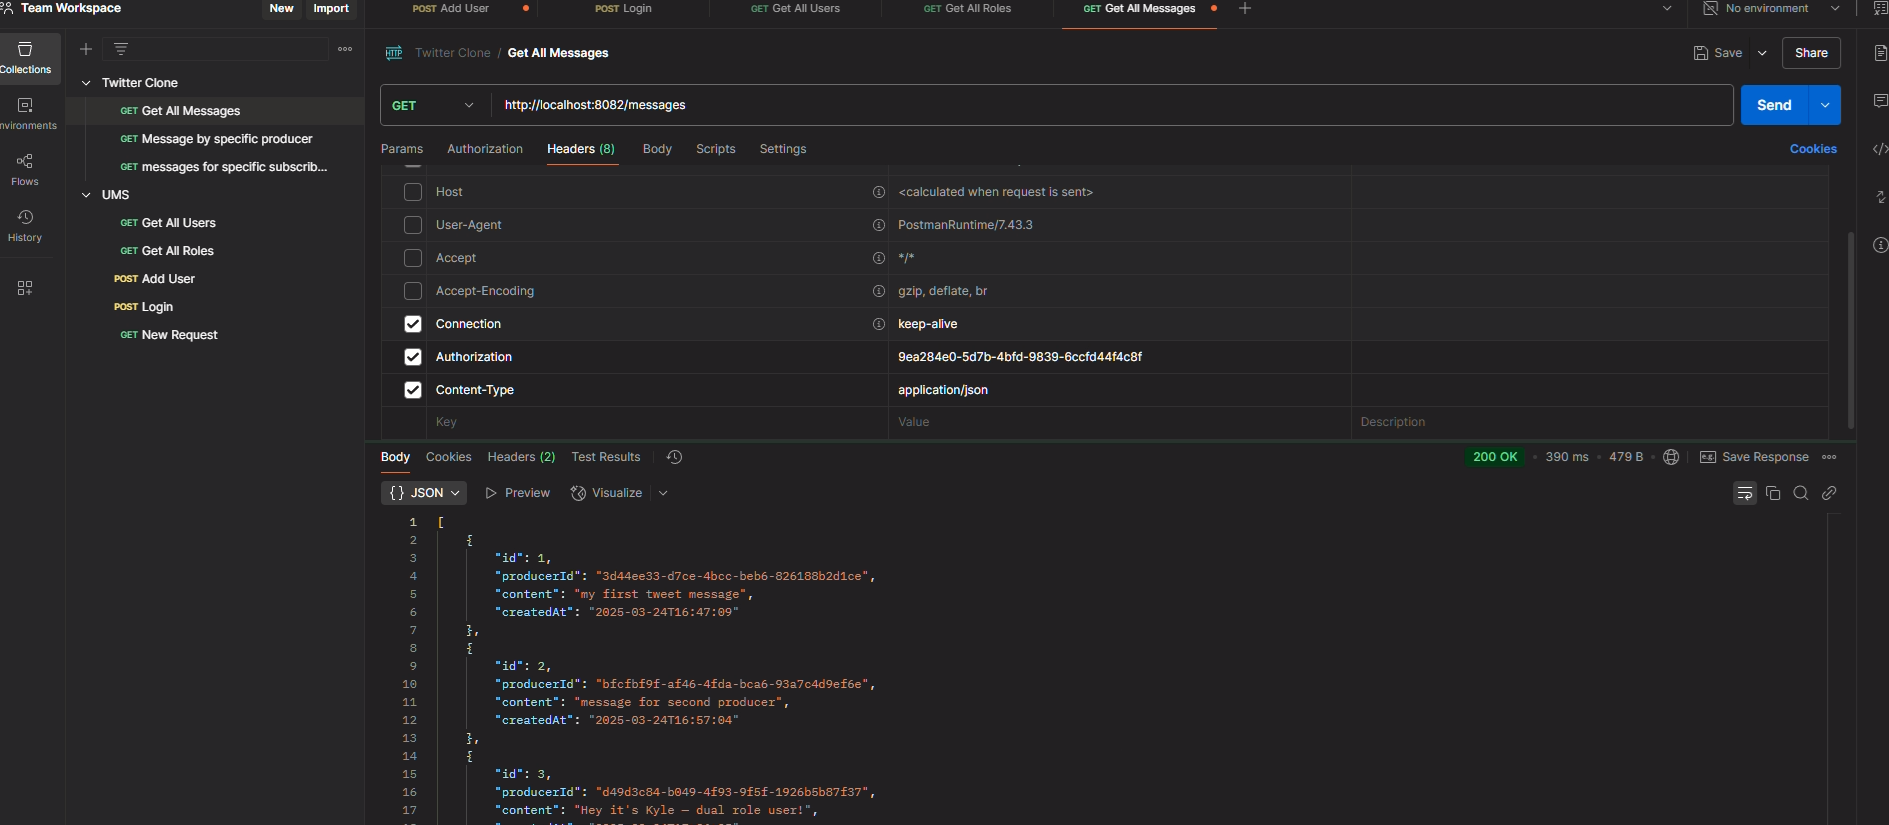 Team Workspace New Import
POST Add User POST Login GET Get All Users GET Get All Roles GET Get All Messages No environment
Collections
nvironments
Flows
History
Twitter Clone
GET Get All Messages
GET Message by specific producer
GET messages for specific subscrib...
UMS
GET Get All Users
GET Get All Roles
POST Add User
POST Login
GET New Request
HTTP Twitter Clone / Get All Messages Save Share
GET http://localhost:8082/messages Send
Params Authorization Headers (8) Body Scripts Settings Cookies
Host <calculated when request is sent>
User-Agent PostmanRuntime/7.43.3
Accept */*
Accept-Encoding gzip, deflate, br
Connection keep-alive
Authorization 9ea284e0-5d7b-4bfd-9839-6ccfd44f4c8f
Content-Type application/json
Key Value Description
Body Cookies Headers (2) Test Results 200 OK • 390 ms • 479 B e.g. Save Response
{} JSON Preview Visualize
1 [
2 {
3 "id": 1,
4 "producerId": "3d44ee33-d7ce-4bcc-beb6-826188b2d1ce",
5 "content": "my first tweet message",
6 "createdAt": "2025-03-24T16:47:09"
7 },
8 {
9 "id": 2,
10 "producerId": "bfcfbf9f-af46-4fda-bca6-93a7c4d9ef6e",
11 "content": "message for second producer",
12 "createdAt": "2025-03-24T16:57:04"
13 },
14 {
15 "id": 3,
16 "producerId": "d49d3c84-b049-4f93-9f5f-1926b5b87f37",
17 "content": "Hey it's Kyle — dual role user!",